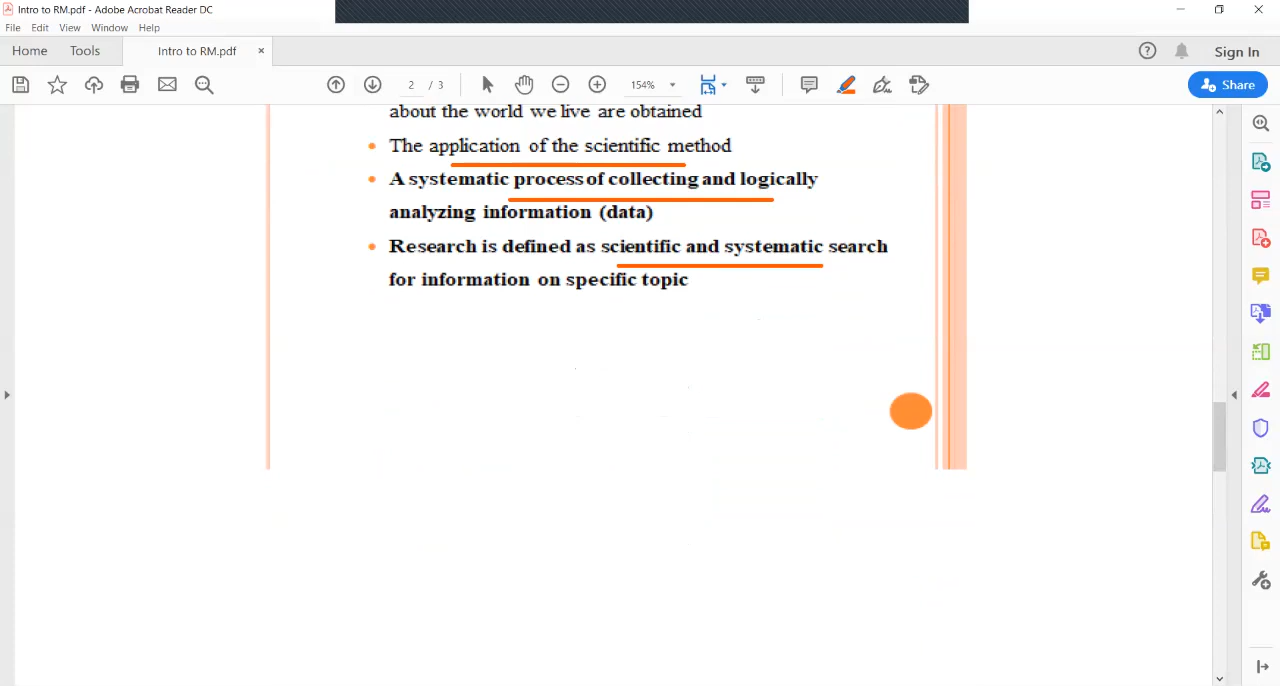 Intro to RM.pdf - Adobe Acrobat Reader DC
File Edit View Window Help
Home Tools Intro to RM.pdf × Sign In
2 / 3 154% Share
about the world we live are obtained
• The application of the scientific method
• A systematic process of collecting and logically
analyzing information (data)
• Research is defined as scientific and systematic search
for information on specific topic